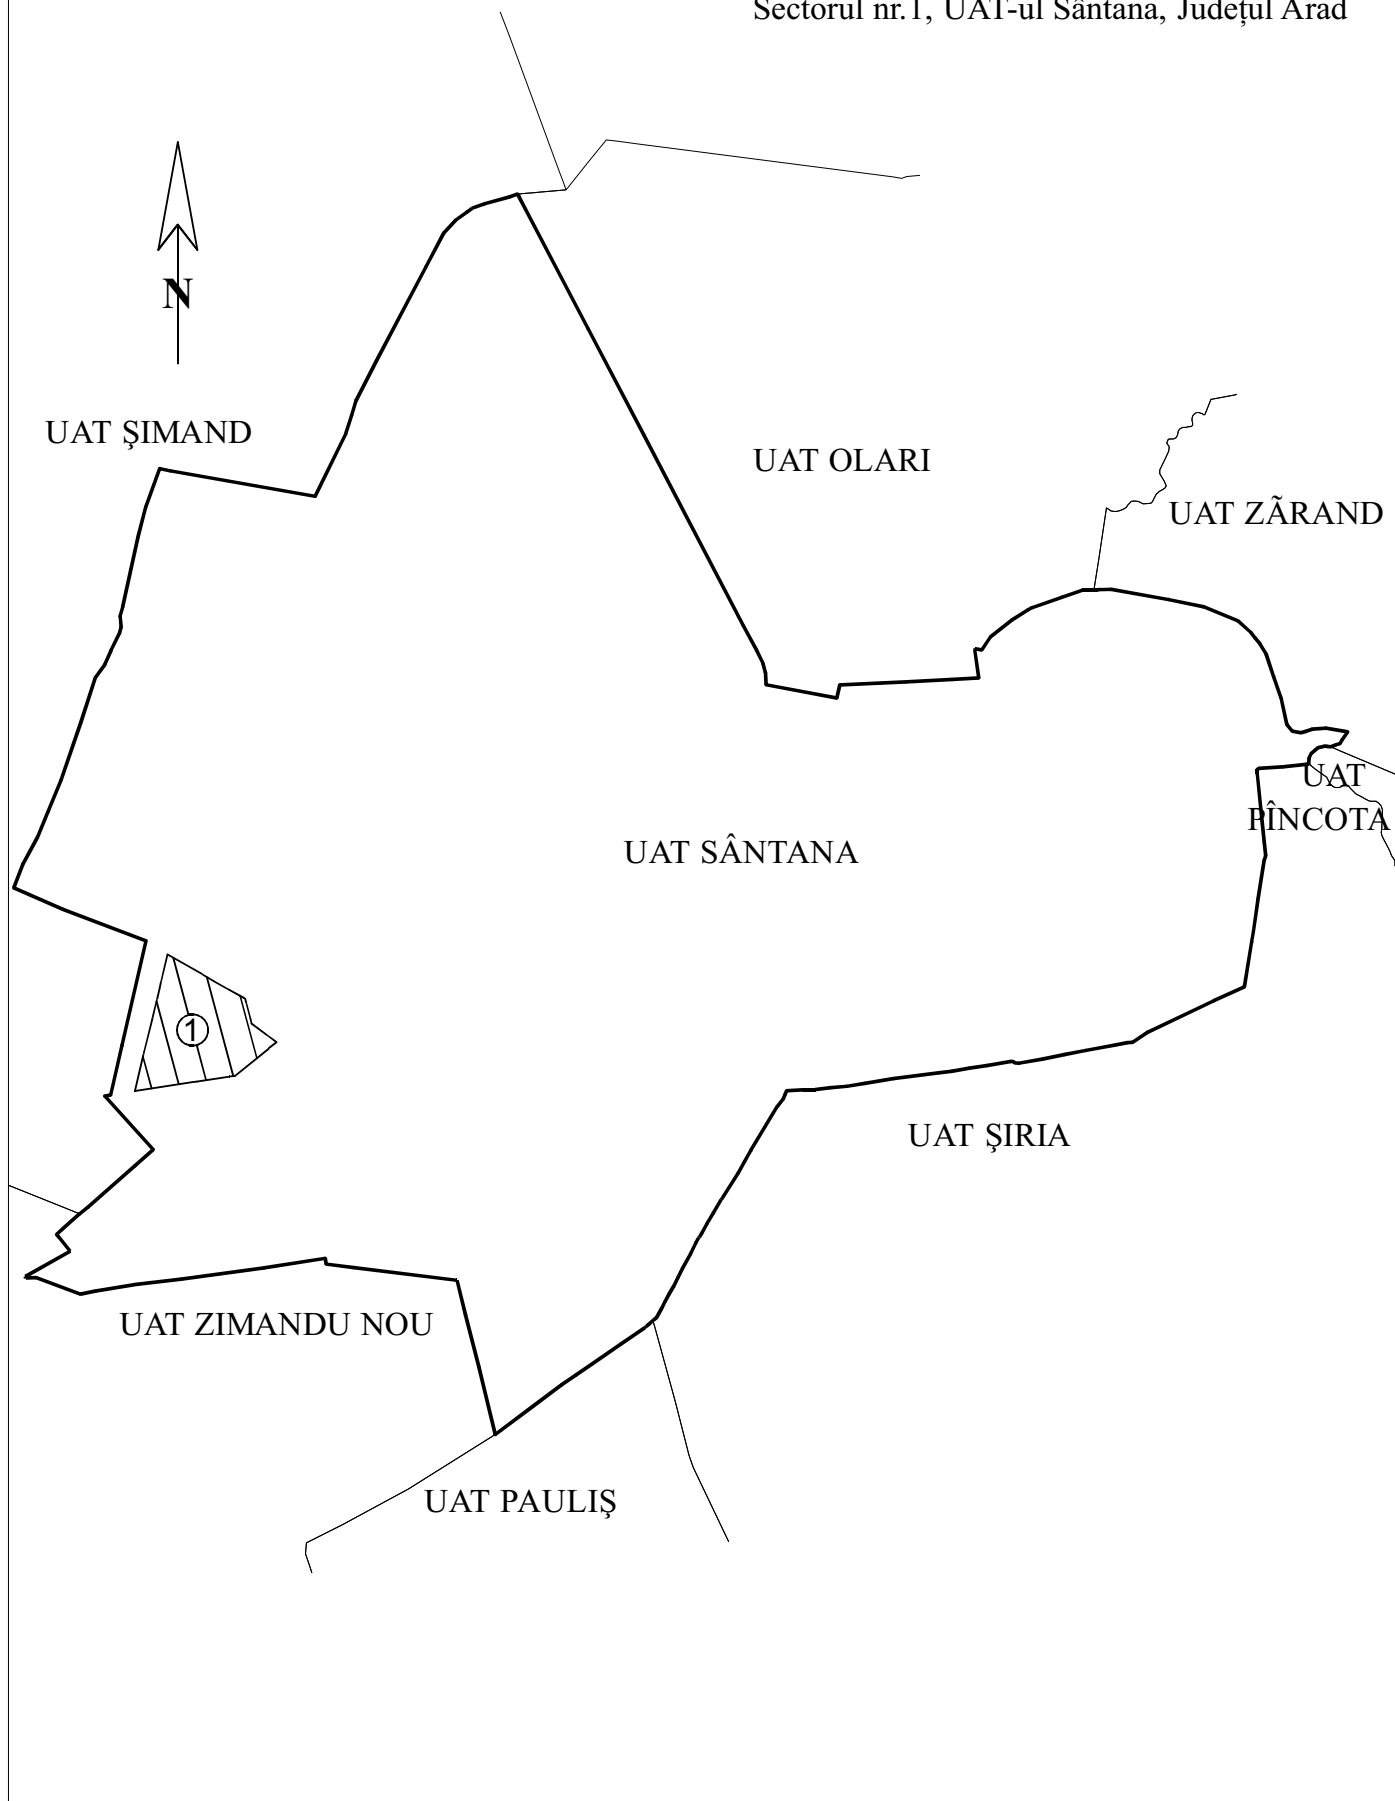 Sectorul nr.1, UAT-ul Sântana, Județul Arad
N
UAT ŞIMAND
UAT OLARI
UAT ZÃRAND
UAT
PÎNCOTA
UAT SÂNTANA
1
UAT ŞIRIA
UAT ZIMANDU NOU
UAT PAULIŞ